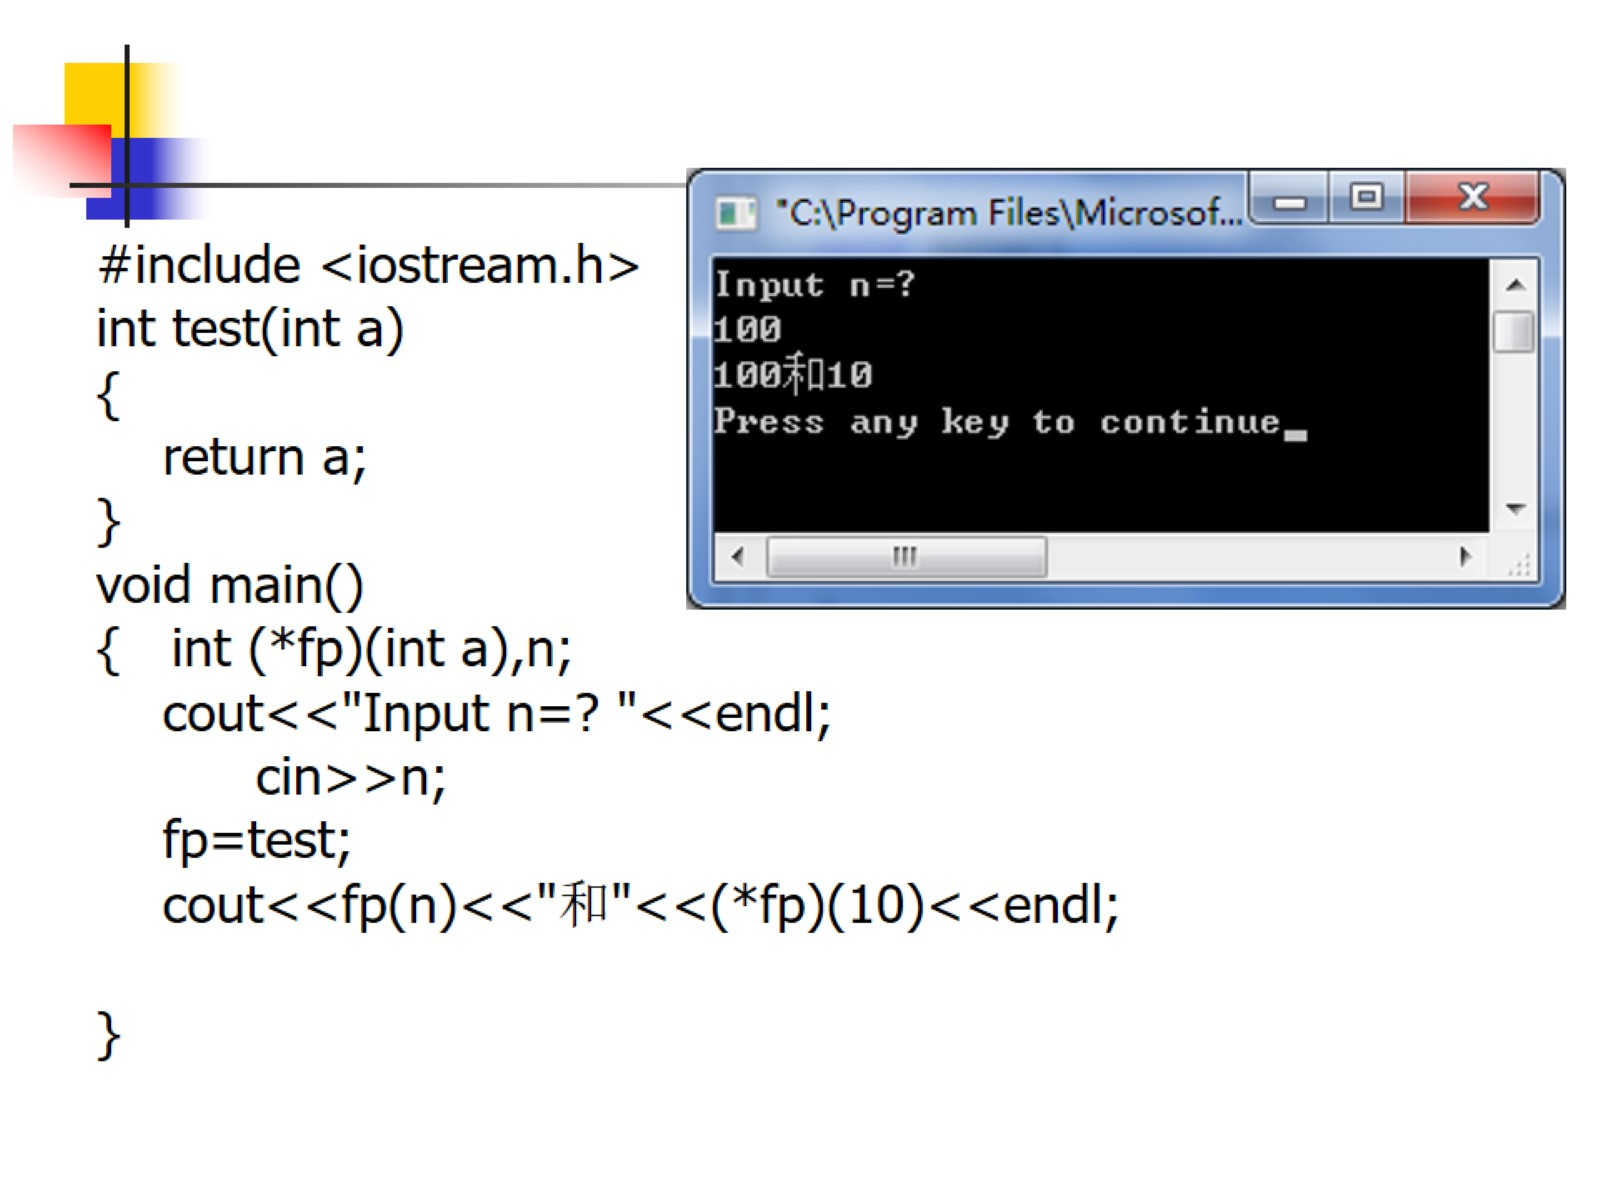 #include <iostream.h>
int test(int a)
{
return a;
}
void main()
{ int (*fp)(int a),n;
cout<<"Input n=? "<<endl;
cin>>n;
fp=test;
cout<<fp(n)<<"和"<<(*fp)(10)<<endl;
}
"C:\Program Files\Microsof...
Input n=?
100
100和10
Press any key to continue